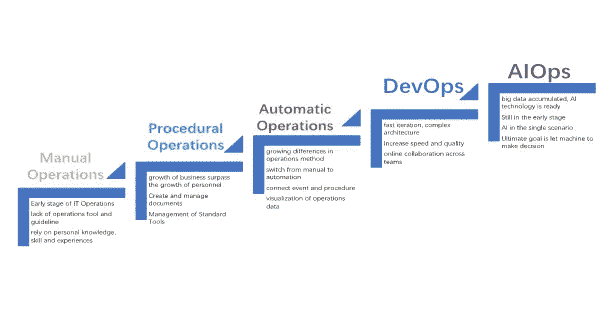 Manual
Operations
Early stage of IT Operations
lack of operations tool and
guideline
rely on personal knowledge,
skill and experiences
Procedural
Operations
growth of business surpass
the growth of personnel
Create and manage
documents
Management of Standard
Tools
Automatic
Operations
growing differences in
operations method
switch from manual to
automation
connect event and procedure
visualization of operations
data
DevOps
fast iteration, complex
architecture
increase speed and quality
online collaboration across
teams
AIOps
big data accumulated, AI
technology is ready
Still in the early stage
AI in the single scenario
Ultimate goal is let machine to
make decision